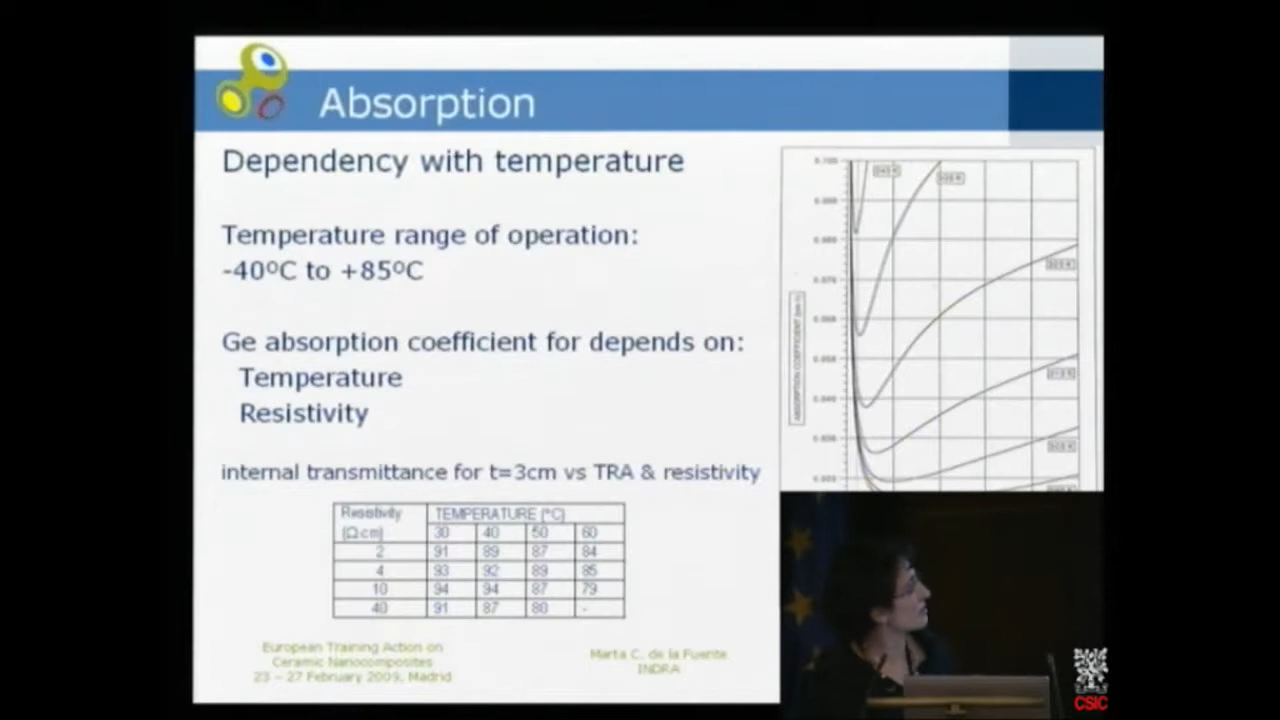 Absorption
Dependency with temperature
Temperature range of operation:
-40ºC to +85ºC
Ge absorption coefficient for depends on:
Temperature
Resistivity
internal transmittance for t=3cm vs TRA & resistivity
Resistivity TEMPERATURE (°C)
(Ωcm) 30 40 50 60
2 91 89 87 84
4 93 92 89 85
10 94 94 87 79
40 91 87 80 -
European Training Action on
Ceramic Nanocomposites
23 – 27 February 2009, Madrid
Marta C. de la Fuente
INDRA
ABSORPTION COEFFICIENT
CSIC